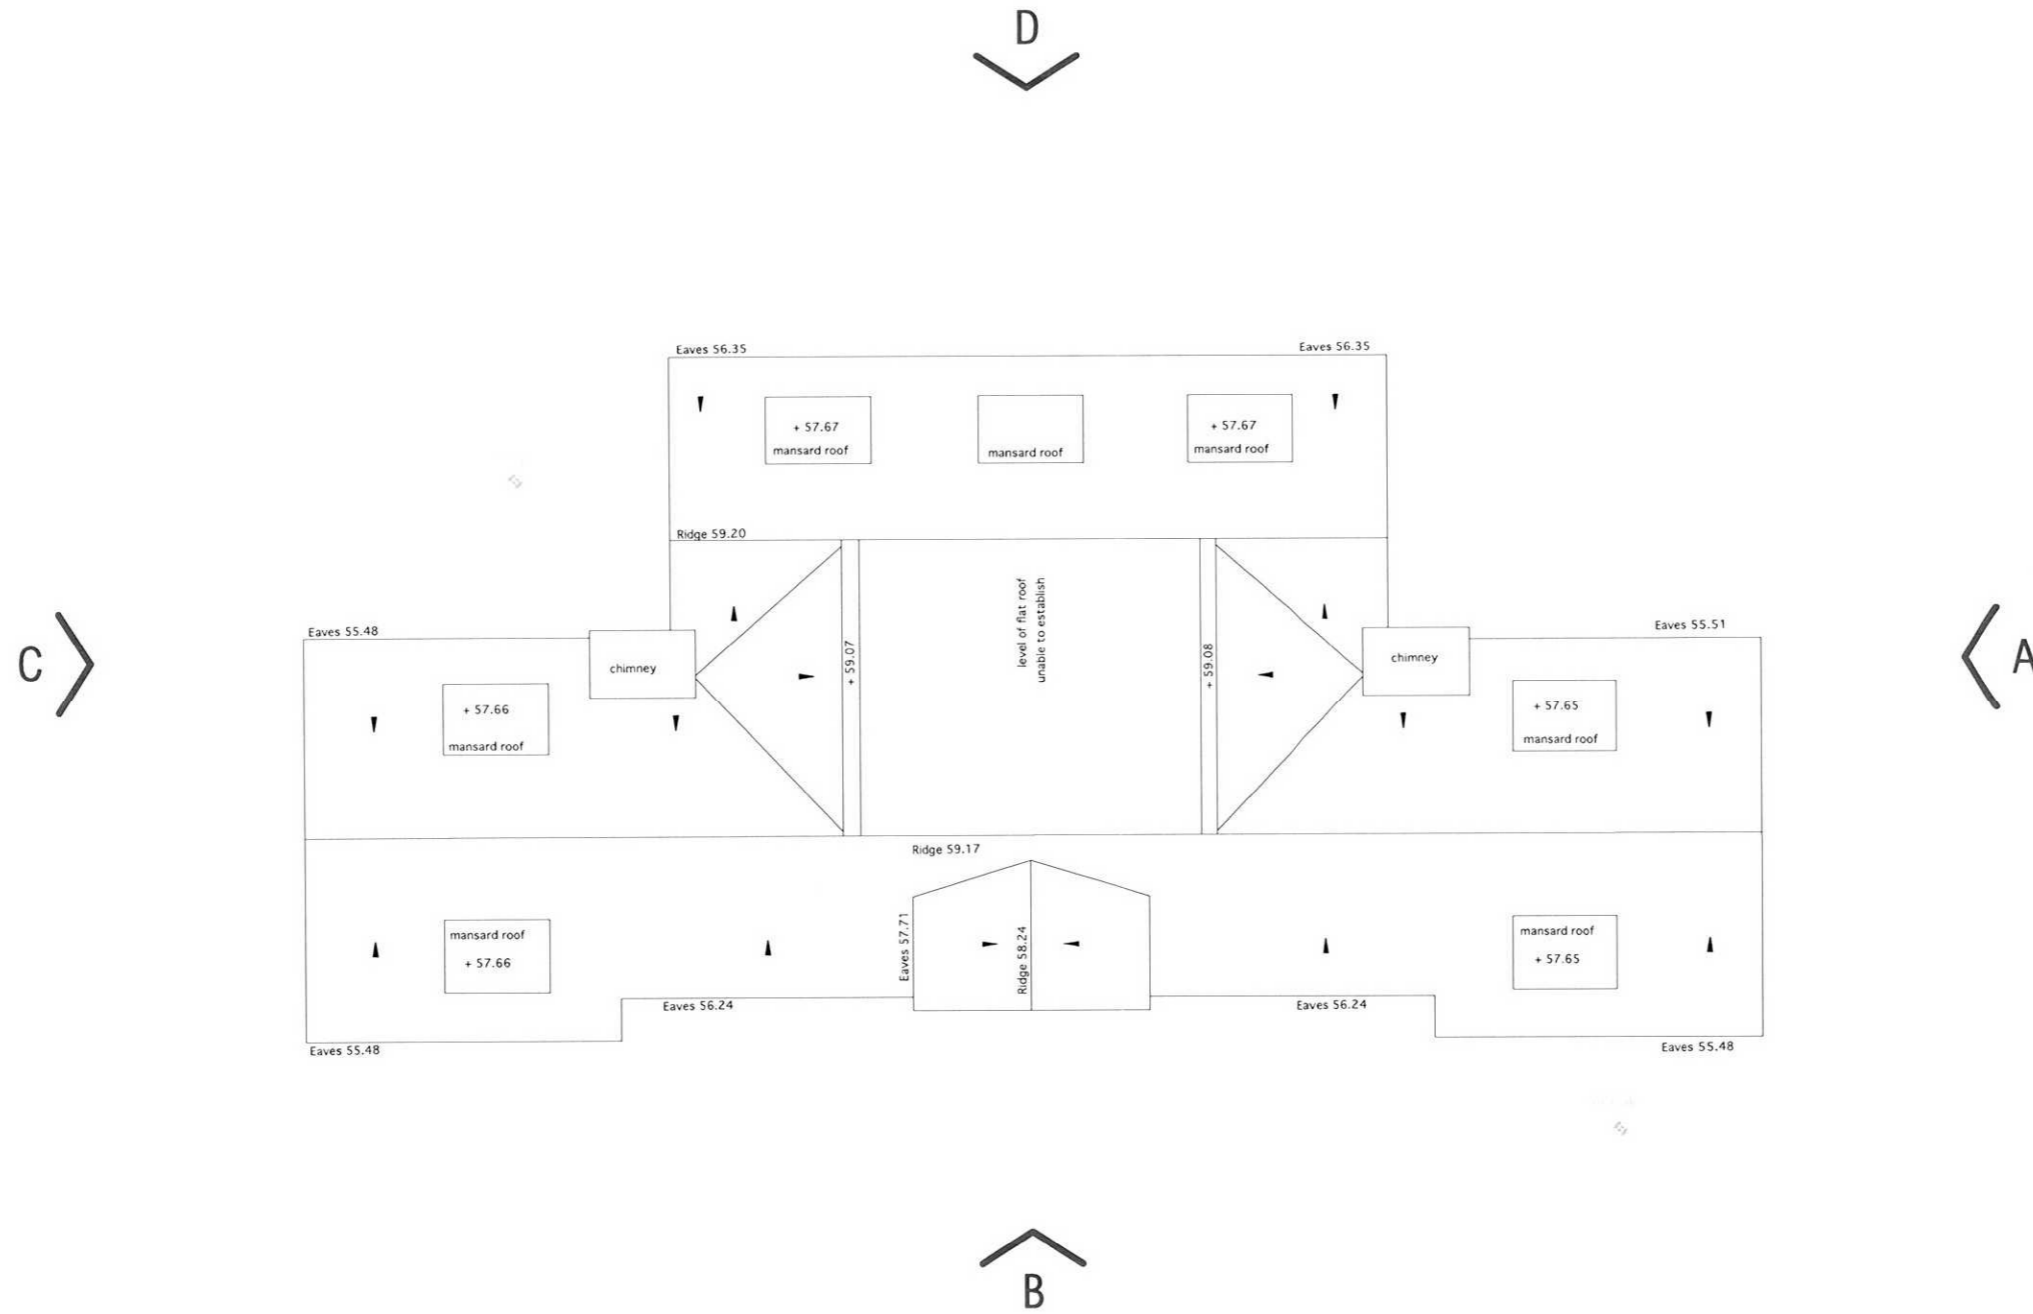 D
Eaves 56.35
Eaves 56.35
+ 57.67
mansard roof
mansard roof
+ 57.67
mansard roof
Ridge 59.20
level of flat roof
unable to establish
Eaves 55.48
Eaves 55.51
C
chimney
+ 59.07
+ 59.08
chimney
A
+ 57.66
mansard roof
+ 57.65
mansard roof
Ridge 59.17
mansard roof
+ 57.66
Eaves 57.71
Ridge 58.24
mansard roof
+ 57.65
Eaves 56.24
Eaves 56.24
Eaves 55.48
Eaves 55.48
B